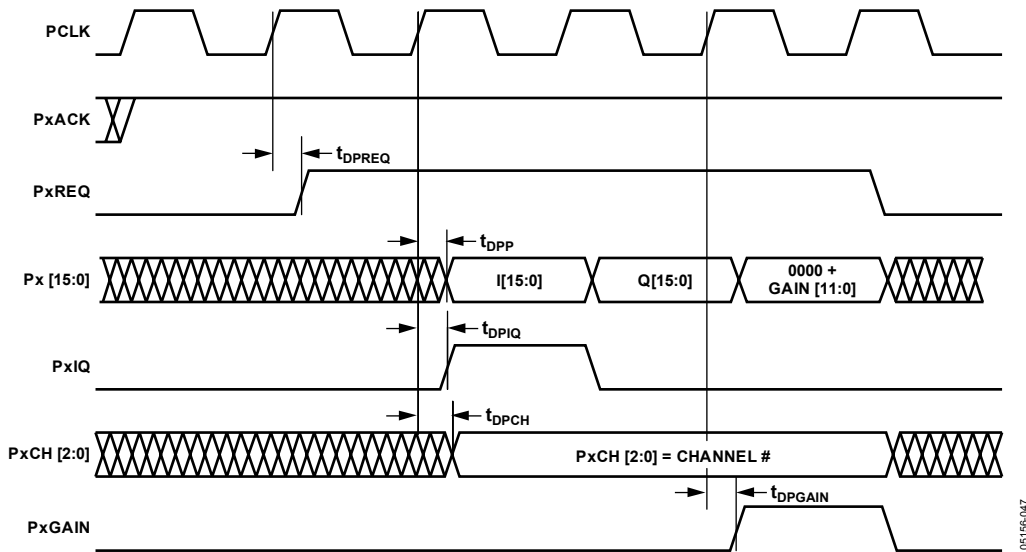 PCLK
PxACK
tDPREQ
PxREQ
tDPP
Px [15:0]
I[15:0]
Q[15:0]
0000 +
GAIN [11:0]
tDPIQ
PxIQ
tDPCH
PxCH [2:0]
PxCH [2:0] = CHANNEL #
tDPGAIN
PxGAIN
05156-047